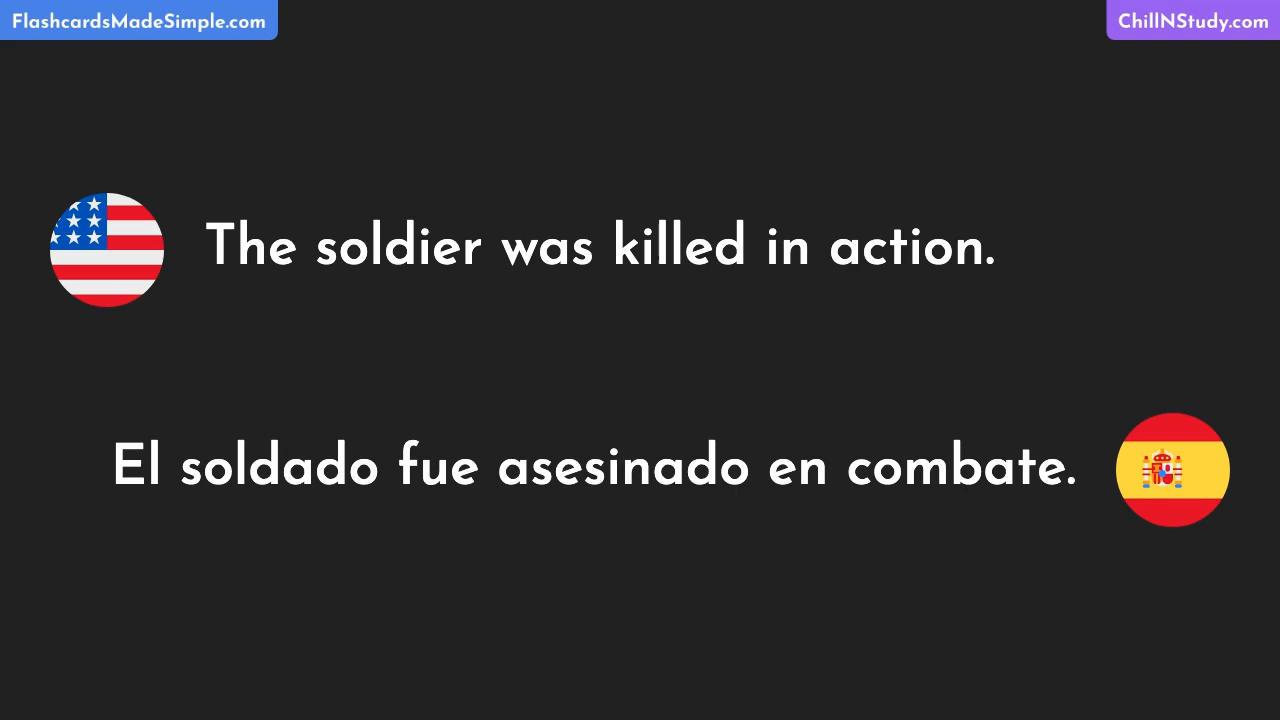 FlashcardsMadeSimple.com
ChillNStudy.com
The soldier was killed in action.
El soldado fue asesinado en combate.